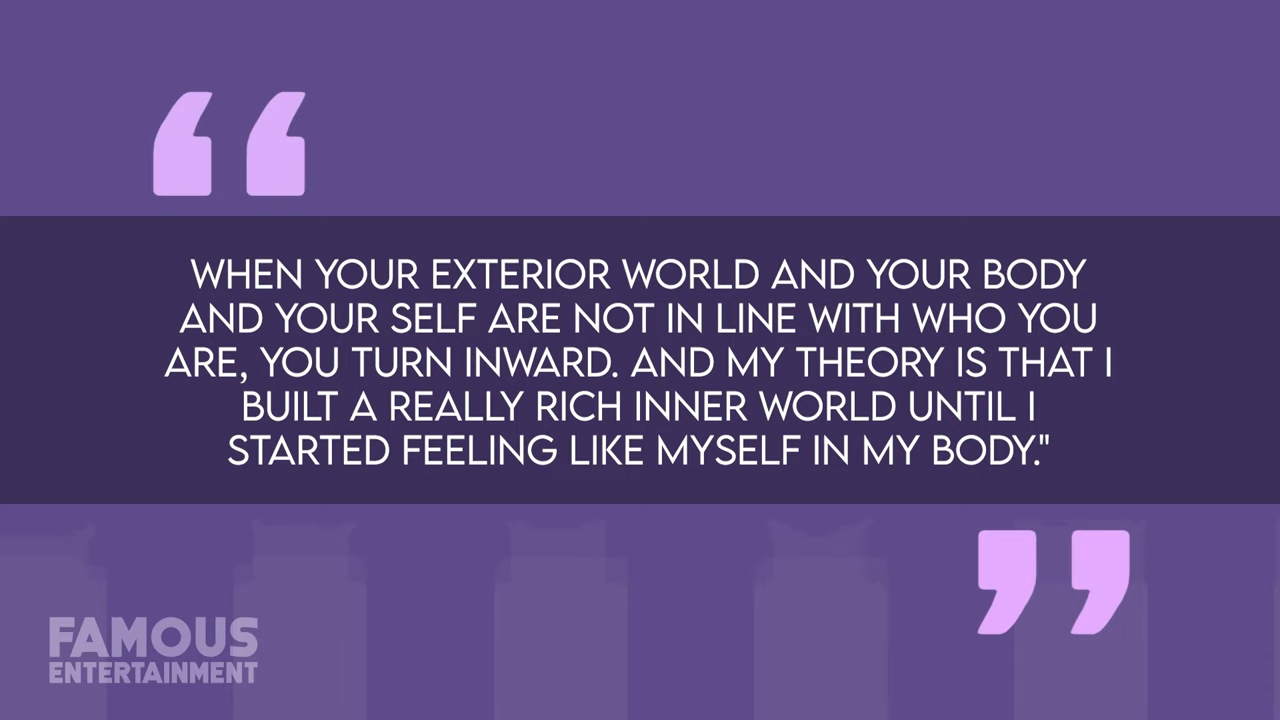 WHEN YOUR EXTERIOR WORLD AND YOUR BODY
AND YOUR SELF ARE NOT IN LINE WITH WHO YOU
ARE, YOU TURN INWARD. AND MY THEORY IS THAT I
BUILT A REALLY RICH INNER WORLD UNTIL I
STARTED FEELING LIKE MYSELF IN MY BODY."
FAMOUS
ENTERTAINMENT